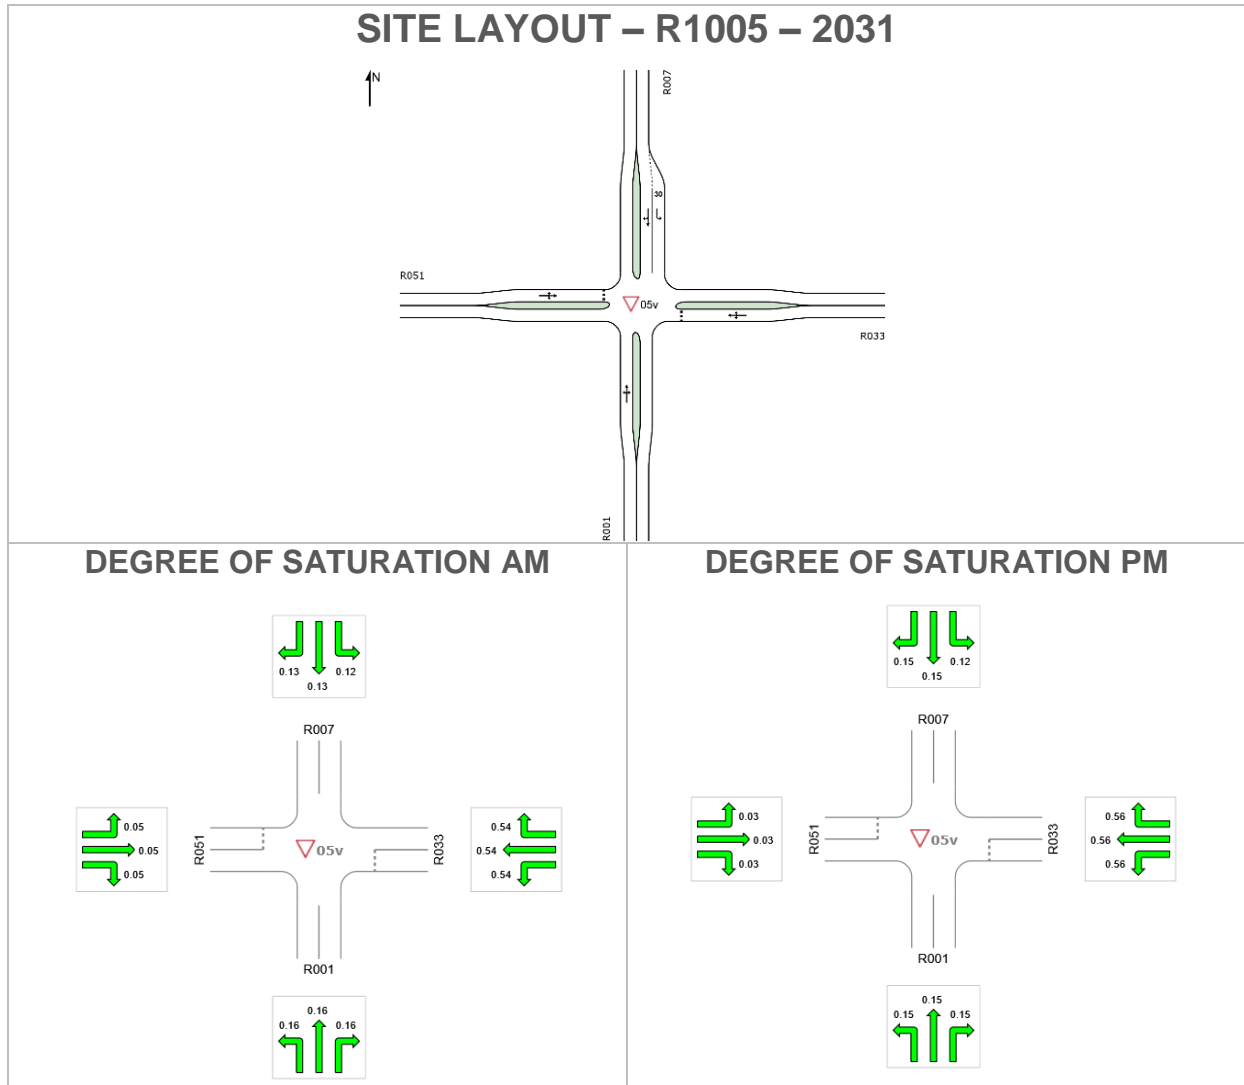 SITE LAYOUT – R1005 – 2031
N
R007
30
R051
05v
R033
R001
DEGREE OF SATURATION AM
0.13
0.12
0.13
R007
0.05
0.05
0.05
R051
05v
R033
0.54
0.54
0.54
R001
0.16
0.16
0.16
DEGREE OF SATURATION PM
0.15
0.12
0.15
R007
0.03
0.03
0.03
R051
05v
R033
0.56
0.56
0.56
R001
0.15
0.15
0.15